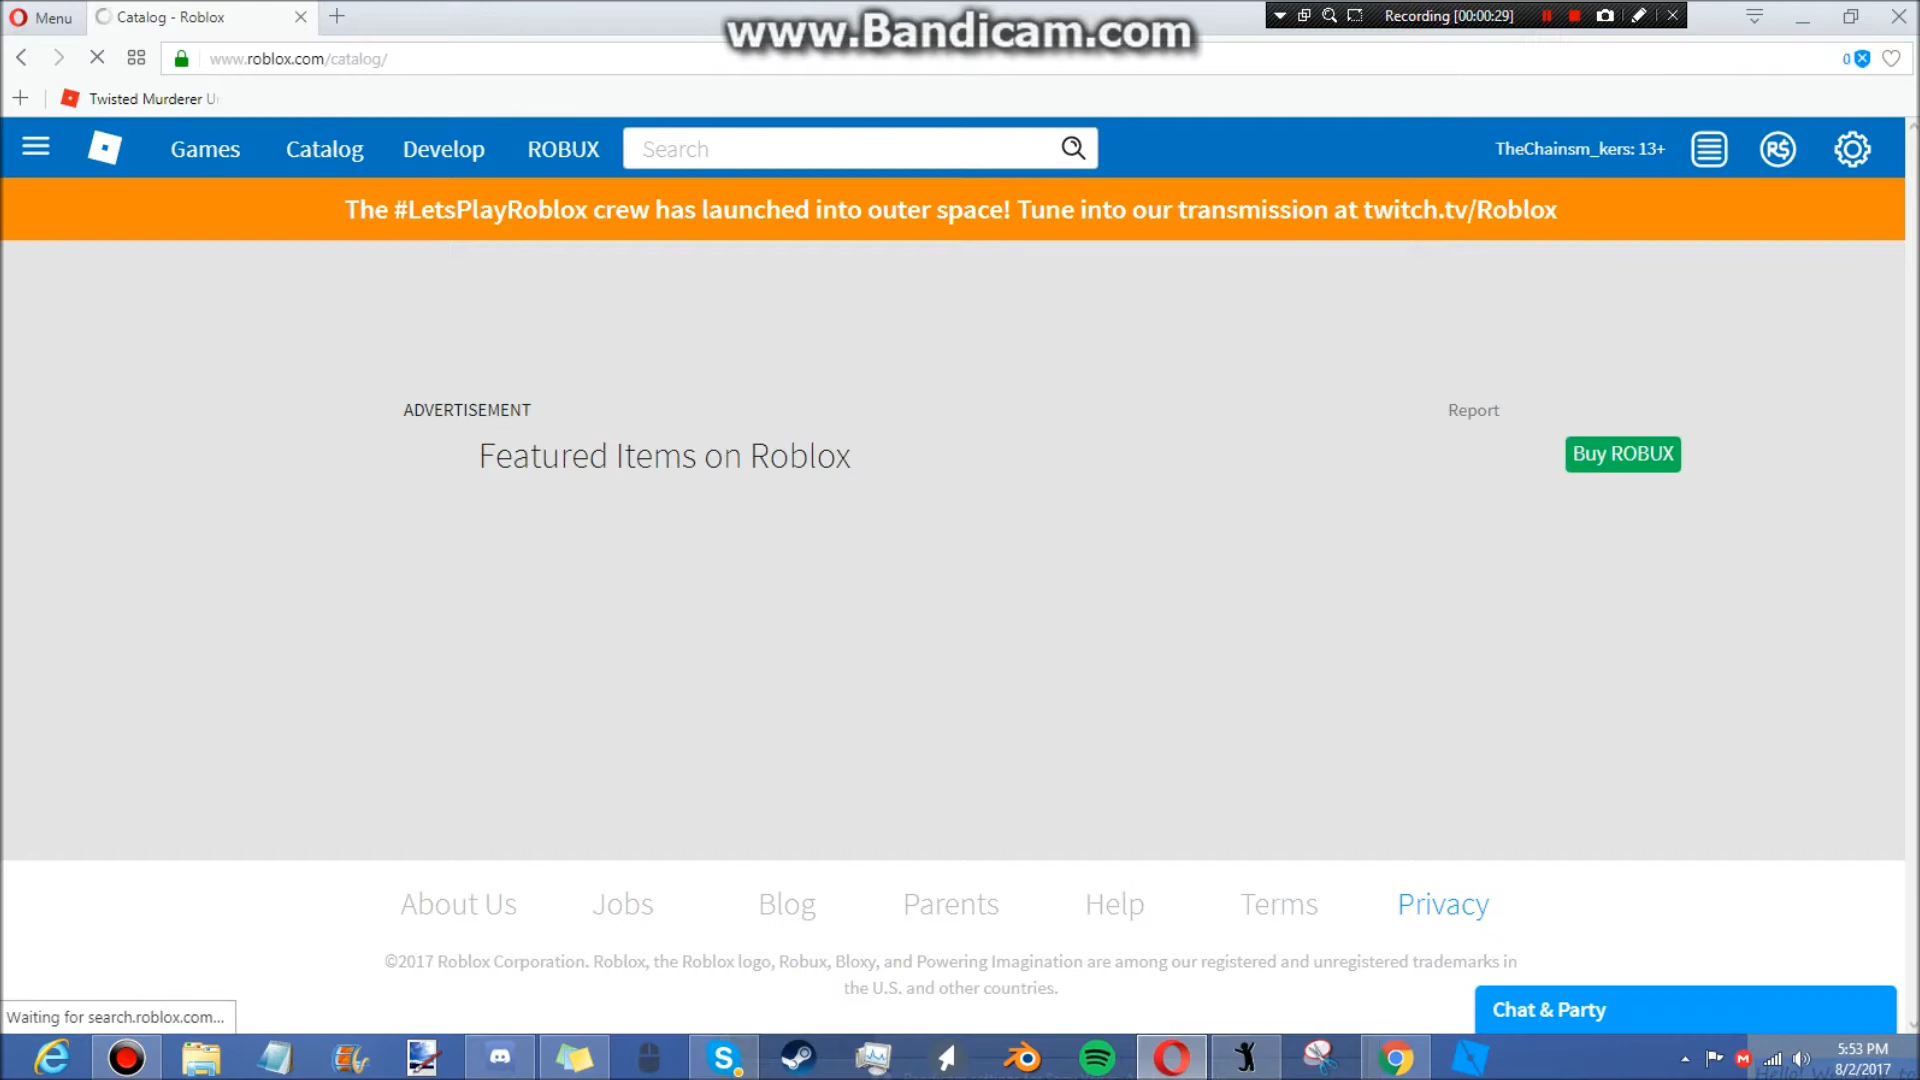 Menu
Catalog - Roblox
www.Bandicam.com
Recording [00:00:29]
www.roblox.com/catalog/
0
Twisted Murderer U
Games
Catalog
Develop
ROBUX
Search
TheChainsm_kers: 13+
The #LetsPlayRoblox crew has launched into outer space! Tune into our transmission at twitch.tv/Roblox
ADVERTISEMENT
Report
Featured Items on Roblox
Buy ROBUX
About Us
Jobs
Blog
Parents
Help
Terms
Privacy
©2017 Roblox Corporation. Roblox, the Roblox logo, Robux, Bloxy, and Powering Imagination are among our registered and unregistered trademarks in
the U.S. and other countries.
Chat & Party
Waiting for search.roblox.com...
5:53 PM
8/2/2017